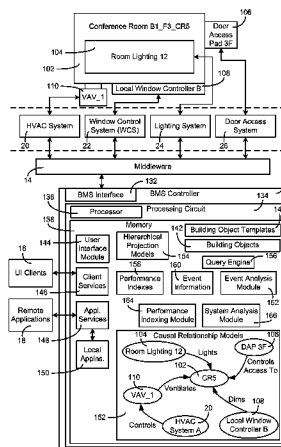 Conference Room B1_F3_CR5
Door
Access
Pad 3F
106
104
Room Lighting 12
102
110
108
VAV_1
Local Window Controller B
HVAC System
Window Control
System (WCS)
Lighting System
Door Access
System
20
22
24
26
Middleware
14
132
BMS Interface
BMS Controller
136
Processing Circuit
134
Processor
138
Memory
142
Building Object Templates
144
User
Interface
Module
Hierarchical
Projection
Models
154
Building Objects
Query Engine
156
16
UI Clients
Client
Services
146
158
Performance
Indexes
160
Event
Information
Event Analysis
Module
162
Remote
Applications
18
148
Appl.
Services
164
Performance
Indexing Module
System Analysis
Module
166
150
Local
Applns.
Causal Relationship Models
104
Room Lighting 12
Lights
106
DAP 3F
102
Controls
Access To
110
CR5
VAV_1
Ventilates
Dims
108
152
Controls
20
HVAC
System A
Local Window
Controller B